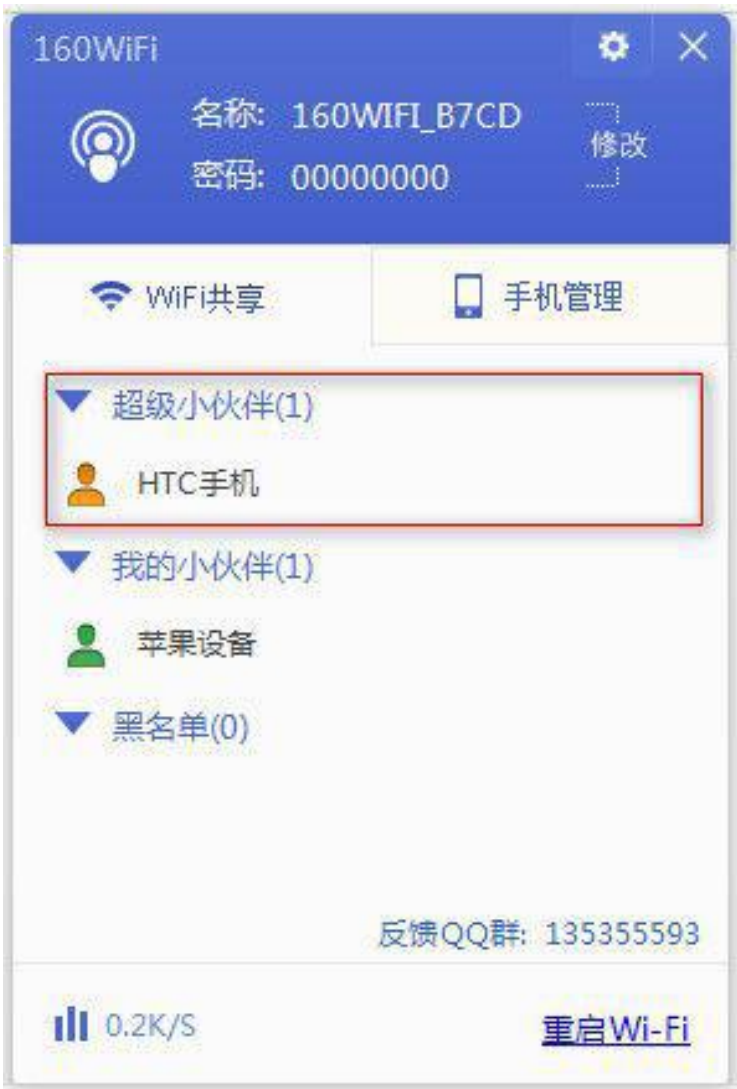 160WiFi
名称: 160WIFI_B7CD
密码: 00000000
修改
WiFi共享
手机管理
超级小伙伴(1)
HTC手机
我的小伙伴(1)
苹果设备
黑名单(0)
反馈QQ群: 135355593
0.2K/S
重启Wi-Fi